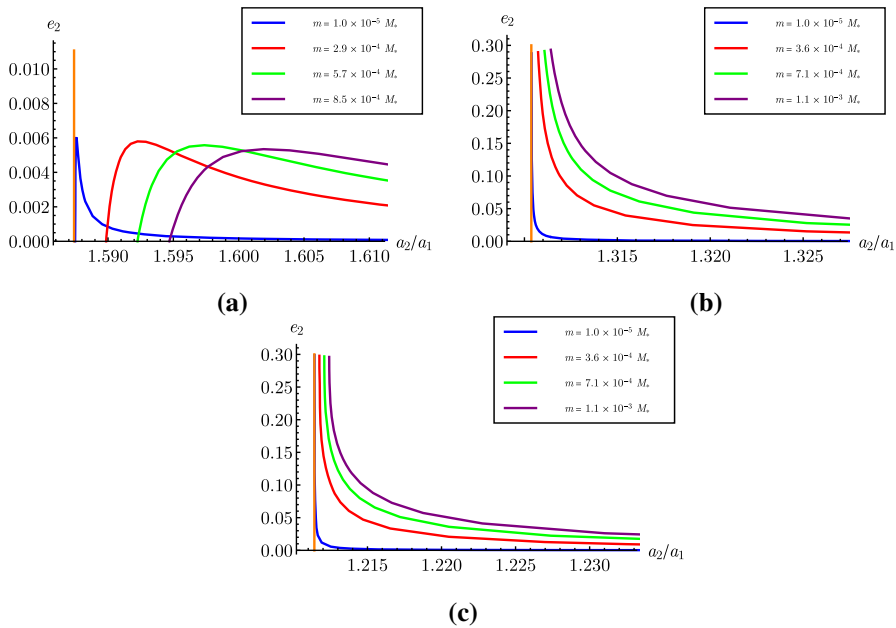 e₂
0.010
0.008
0.006
0.004
0.002
0.000
1.590 1.595 1.600 1.605 1.610
a₂/a₁
m = 1.0 × 10⁻⁵ M*
m = 2.9 × 10⁻⁴ M*
m = 5.7 × 10⁻⁴ M*
m = 8.5 × 10⁻⁴ M*
(a)
e₂
0.30
0.25
0.20
0.15
0.10
0.05
0.00
1.315 1.320 1.325
a₂/a₁
m = 1.0 × 10⁻⁵ M*
m = 3.6 × 10⁻⁴ M*
m = 7.1 × 10⁻⁴ M*
m = 1.1 × 10⁻³ M*
(b)
e₂
0.30
0.25
0.20
0.15
0.10
0.05
0.00
1.215 1.220 1.225 1.230
a₂/a₁
m = 1.0 × 10⁻⁵ M*
m = 3.6 × 10⁻⁴ M*
m = 7.1 × 10⁻⁴ M*
m = 1.1 × 10⁻³ M*
(c)